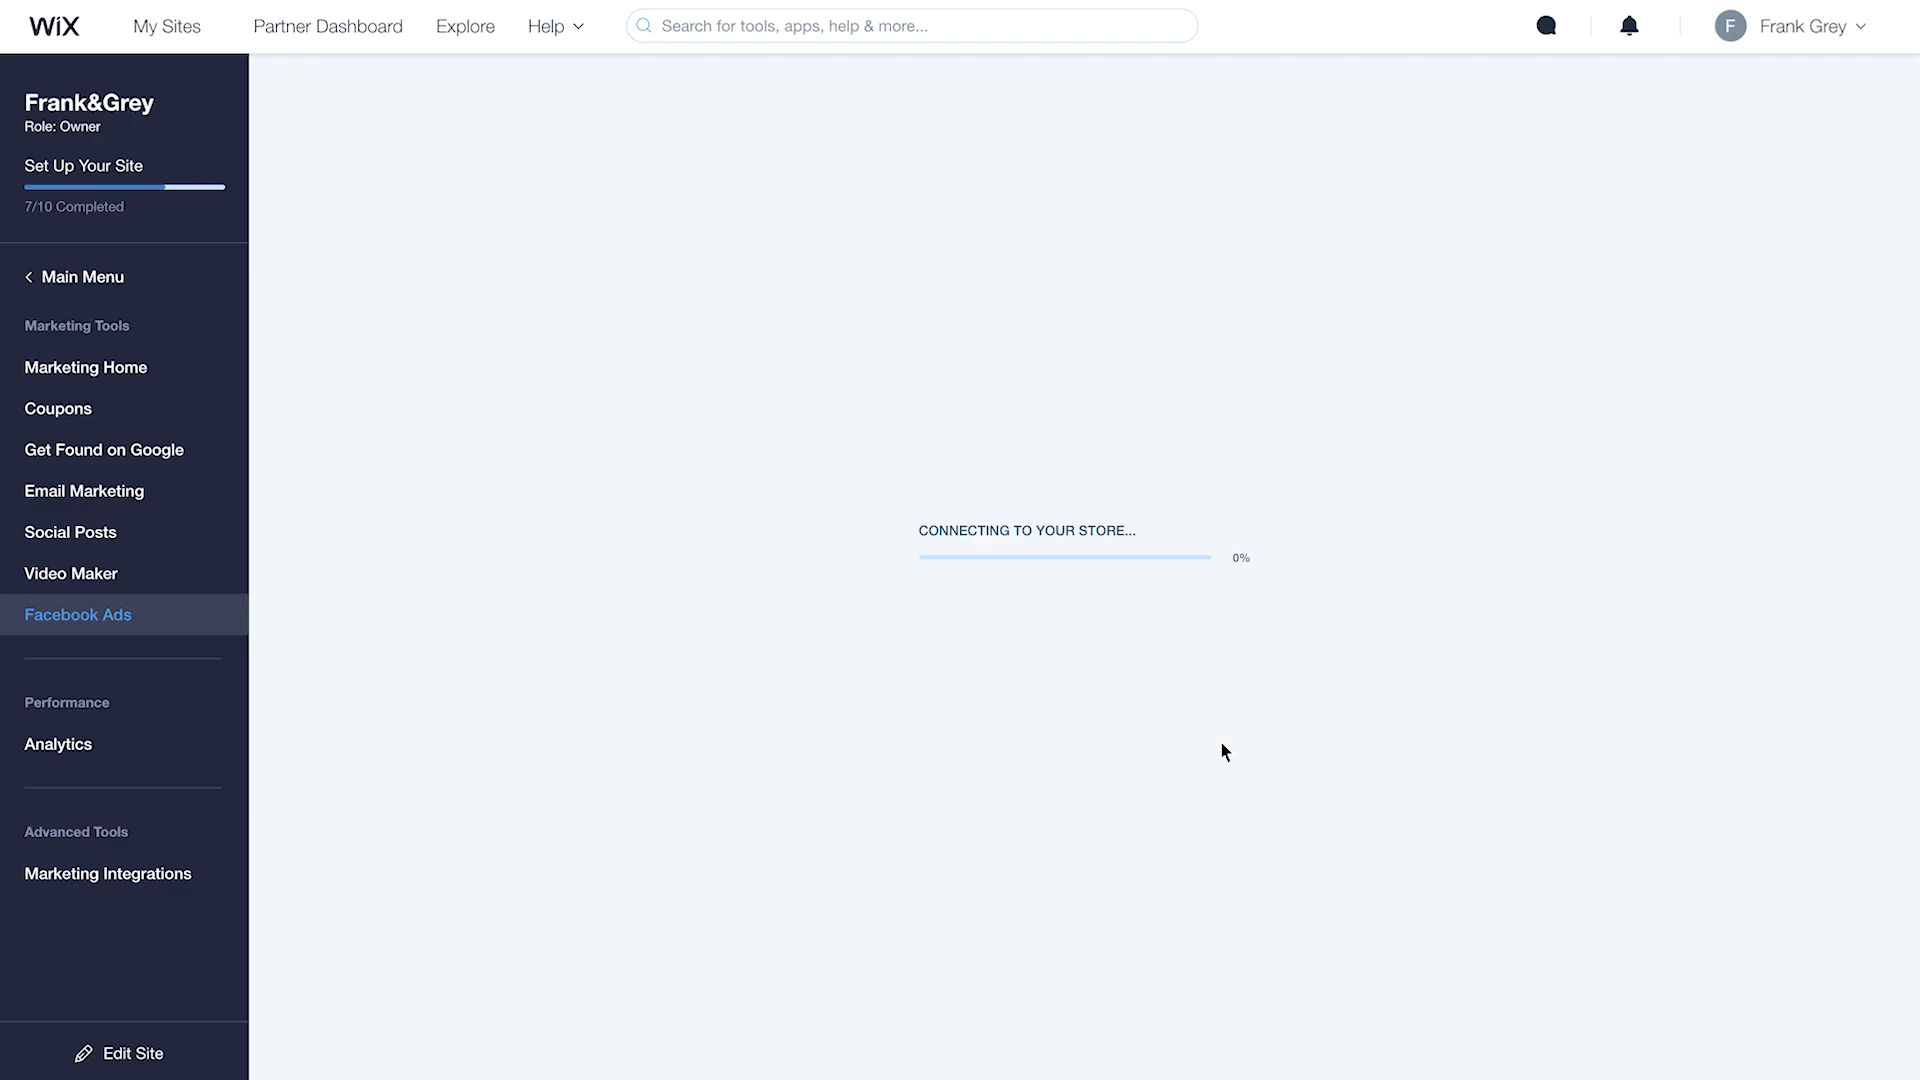 WiX
My Sites
Partner Dashboard
Explore
Help
Search for tools, apps, help & more...
F
Frank Grey
Frank&Grey
Role: Owner
Set Up Your Site
7/10 Completed
Main Menu
Marketing Tools
Marketing Home
Coupons
Get Found on Google
Email Marketing
Social Posts
Video Maker
Facebook Ads
Performance
Analytics
Advanced Tools
Marketing Integrations
Edit Site
CONNECTING TO YOUR STORE...
0%